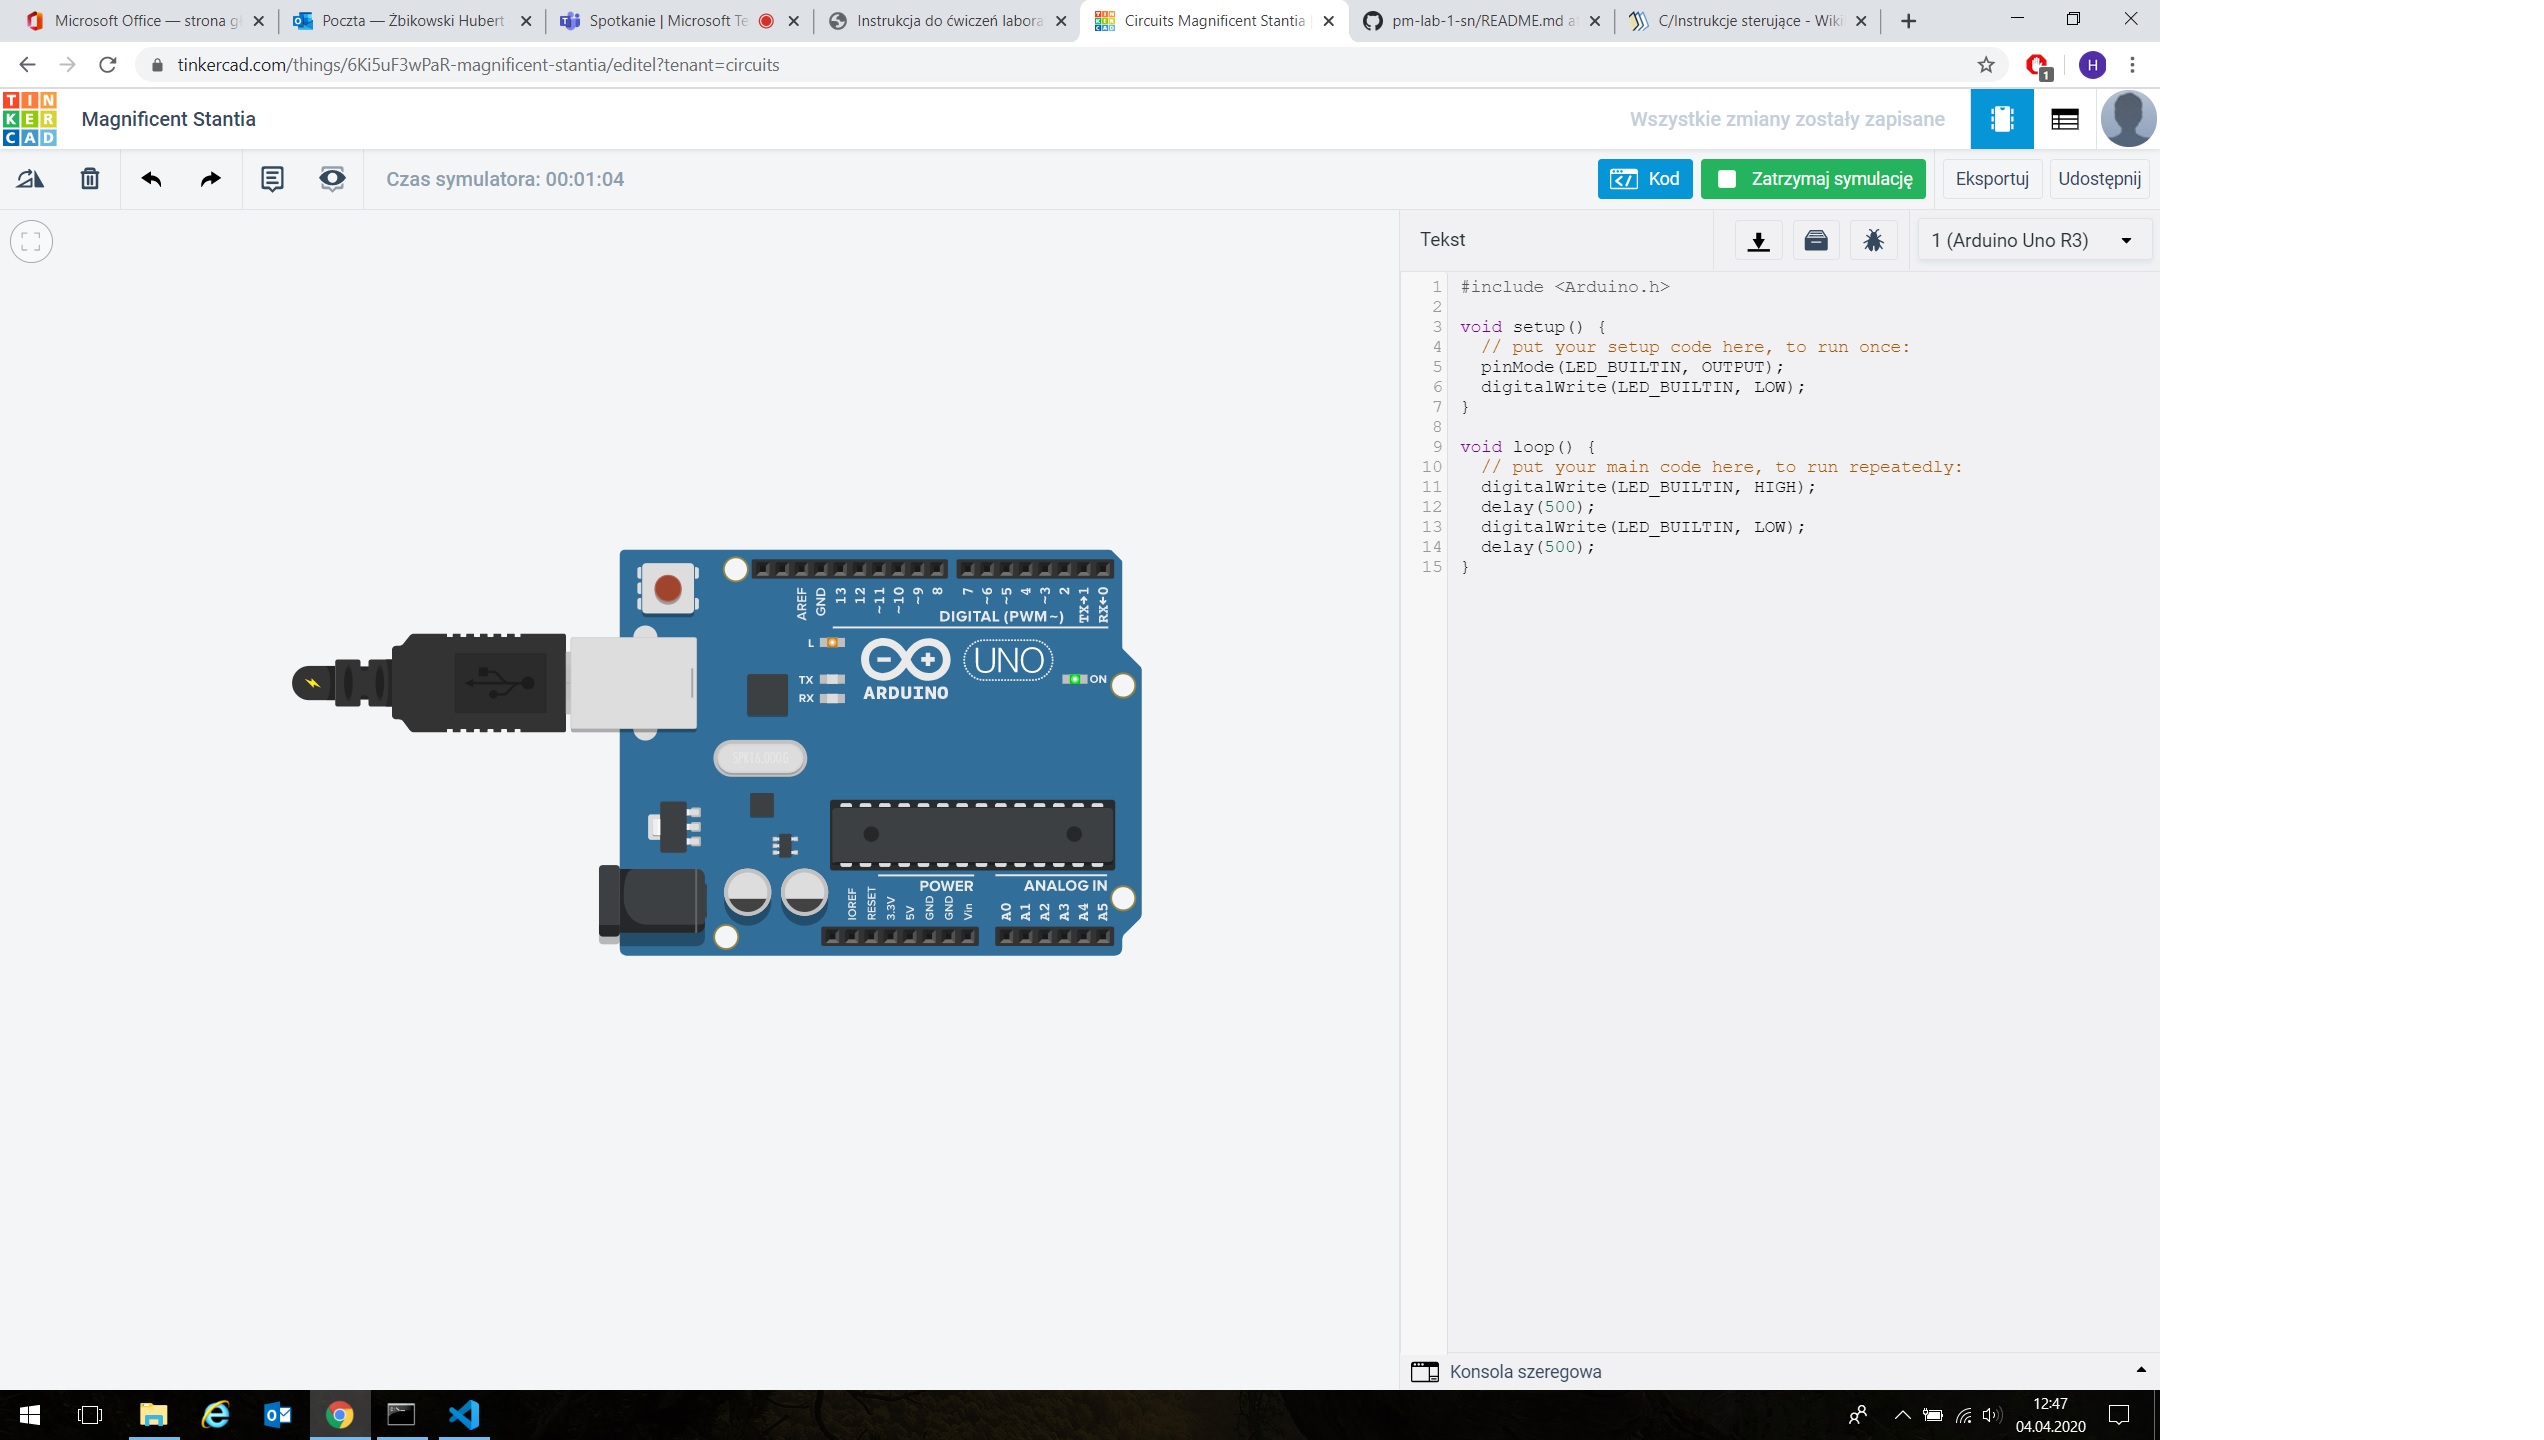 Microsoft Office — strona g
Poczta — Żbikowski Hubert
Spotkanie | Microsoft Te
Instrukcja do ćwiczeń labora
Circuits Magnificent Stantia
pm-lab-1-sn/README.md a
C/Instrukcje sterujące - Wiki
tinkercad.com/things/6Ki5uF3wPaR-magnificent-stantia/editel?tenant=circuits
1
H
TIN
KER
CAD
Magnificent Stantia
Wszystkie zmiany zostały zapisane
Czas symulatora: 00:01:04
Kod
Zatrzymaj symulację
Eksportuj
Udostępnij
Tekst
1 (Arduino Uno R3)
1 #include <Arduino.h>
2
3 void setup() {
4 // put your setup code here, to run once:
5 pinMode(LED_BUILTIN, OUTPUT);
6 digitalWrite(LED_BUILTIN, LOW);
7 }
8
9 void loop() {
10 // put your main code here, to run repeatedly:
11 digitalWrite(LED_BUILTIN, HIGH);
12 delay(500);
13 digitalWrite(LED_BUILTIN, LOW);
14 delay(500);
15 }
AREF GND 13 12 ~11 ~10 ~9 8 7 ~6 ~5 4 ~3 2 TX→1 RX←0
DIGITAL (PWM~)
L
UNO
TX
ON
RX
ARDUINO
SPK16.000G
POWER
ANALOG IN
IOREF RESET 3.3V 5V GND GND Vin A0 A1 A2 A3 A4 A5
Konsola szeregowa
12:47
04.04.2020